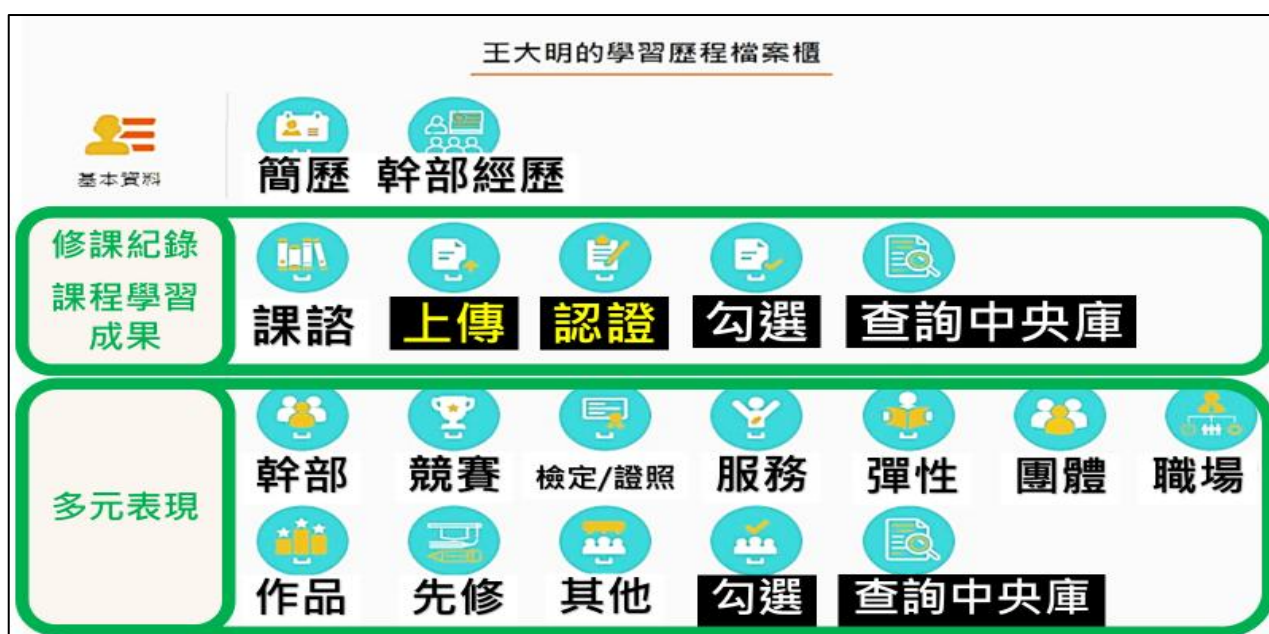 王大明的學習歷程檔案櫃
基本資料
簡歷 幹部經歷
修課紀錄
課程學習
成果
課諮 上傳 認證 勾選 查詢中央庫
多元表現
幹部 競賽 檢定/證照 服務 彈性 團體 職場
作品 先修 其他 勾選 查詢中央庫